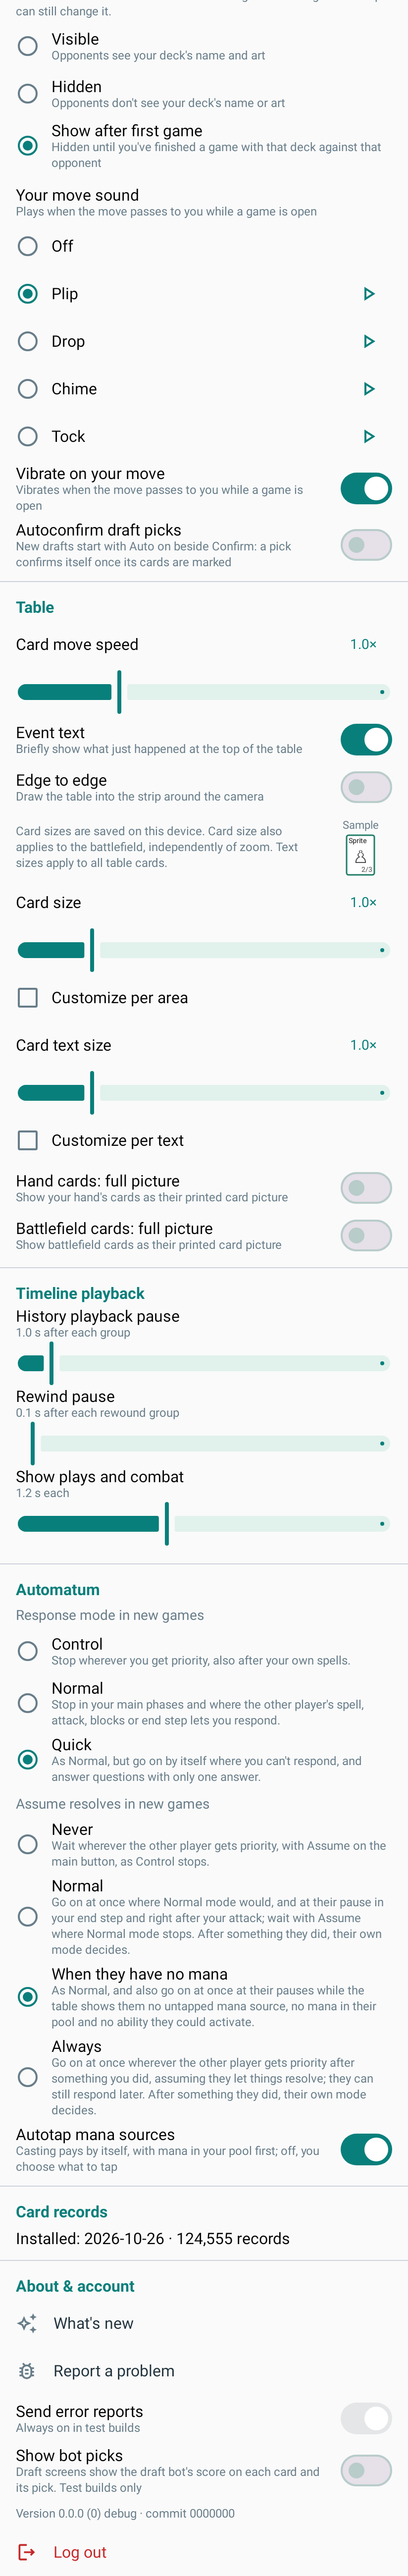 can still change it.
Visible
Opponents see your deck's name and art
Hidden
Opponents don't see your deck's name or art
Show after first game
Hidden until you've finished a game with that deck against that
opponent
Your move sound
Plays when the move passes to you while a game is open
Off
Plip
Drop
Chime
Tock
Vibrate on your move
Vibrates when the move passes to you while a game is
open
Autoconfirm draft picks
New drafts start with Auto on beside Confirm: a pick
confirms itself once its cards are marked
Table
Card move speed 1.0×
Event text
Briefly show what just happened at the top of the table
Edge to edge
Draw the table into the strip around the camera
Sample
Card sizes are saved on this device. Card size also
applies to the battlefield, independently of zoom. Text
sizes apply to all table cards.
Sprite
2/3
Card size 1.0×
Customize per area
Card text size 1.0×
Customize per text
Hand cards: full picture
Show your hand's cards as their printed card picture
Battlefield cards: full picture
Show battlefield cards as their printed card picture
Timeline playback
History playback pause
1.0 s after each group
Rewind pause
0.1 s after each rewound group
Show plays and combat
1.2 s each
Automatum
Response mode in new games
Control
Stop wherever you get priority, also after your own spells.
Normal
Stop in your main phases and where the other player's spell,
attack, blocks or end step lets you respond.
Quick
As Normal, but go on by itself where you can't respond, and
answer questions with only one answer.
Assume resolves in new games
Never
Wait wherever the other player gets priority, with Assume on the
main button, as Control stops.
Normal
Go on at once where Normal mode would, and at their pause in
your end step and right after your attack; wait with Assume
where Normal mode stops. After something they did, their own
mode decides.
When they have no mana
As Normal, and also go on at once at their pauses while the
table shows them no untapped mana source, no mana in their
pool and no ability they could activate.
Always
Go on at once wherever the other player gets priority after
something you did, assuming they let things resolve; they can
still respond later. After something they did, their own mode
decides.
Autotap mana sources
Casting pays by itself, with mana in your pool first; off, you
choose what to tap
Card records
Installed: 2026-10-26 · 124,555 records
About & account
What's new
Report a problem
Send error reports
Always on in test builds
Show bot picks
Draft screens show the draft bot's score on each card and
its pick. Test builds only
Version 0.0.0 (0) debug · commit 0000000
Log out